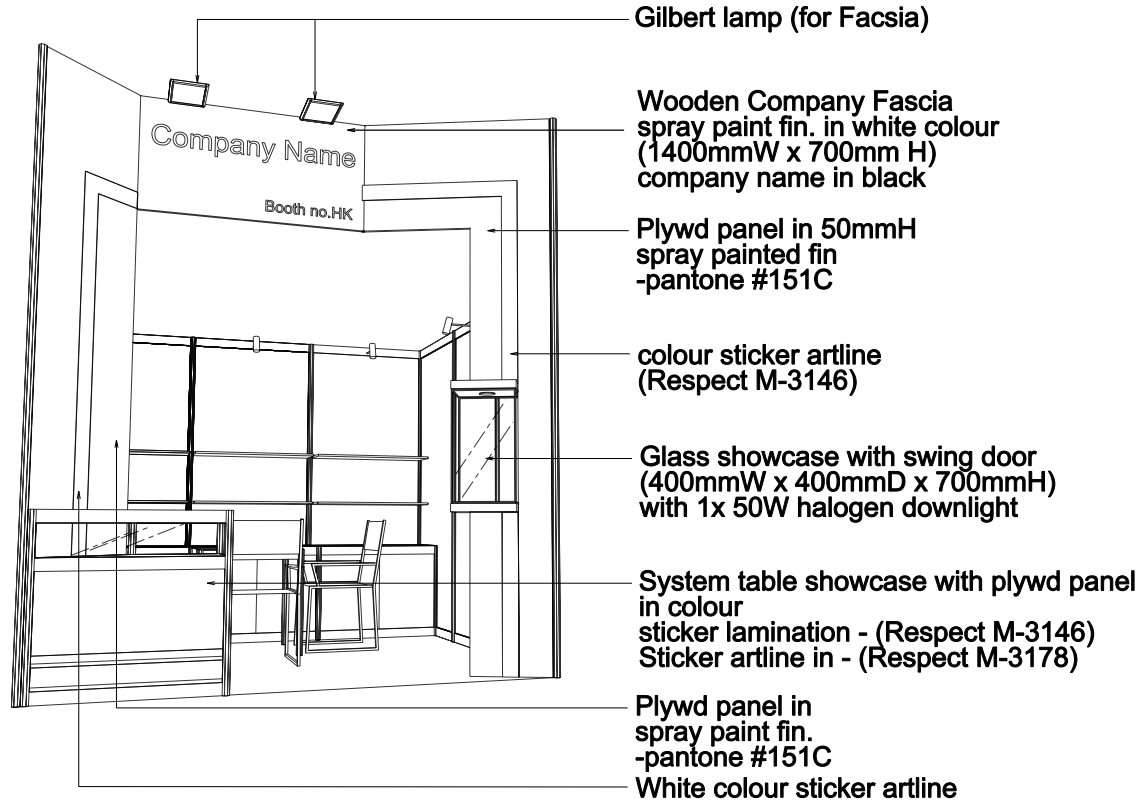 Gilbert lamp (for Facsia)
Wooden Company Fascia
spray paint fin. in white colour
(1400mmW x 700mm H)
company name in black
Company Name
Booth no.HK
Plywd panel in 50mmH
spray painted fin
-pantone #151C
colour sticker artline
(Respect M-3146)
Glass showcase with swing door
(400mmW x 400mmD x 700mmH)
with 1x 50W halogen downlight
System table showcase with plywd panel
in colour
sticker lamination - (Respect M-3146)
Sticker artline in - (Respect M-3178)
Plywd panel in
spray paint fin.
-pantone #151C
White colour sticker artline